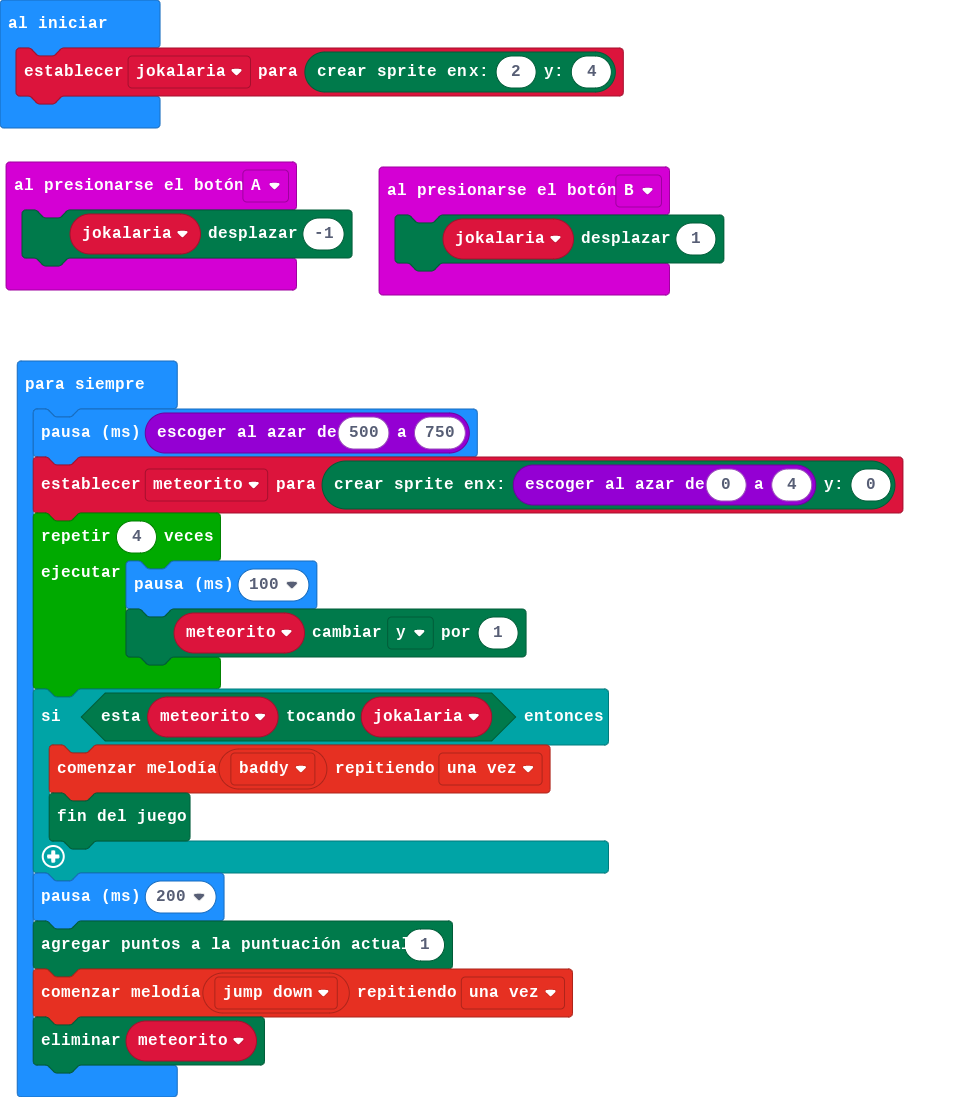 al iniciar
establecer jokalaria para crear sprite en x: 2 y: 4
al presionarse el botón A
jokalaria desplazar -1
al presionarse el botón B
jokalaria desplazar 1
para siempre
pausa (ms) escoger al azar de 500 a 750
establecer meteorito para crear sprite en x: escoger al azar de 0 a 4 y: 0
repetir 4 veces
ejecutar
pausa (ms) 100
meteorito cambiar y por 1
si esta meteorito tocando jokalaria entonces
comenzar melodía baddy repitiendo una vez
fin del juego
pausa (ms) 200
agregar puntos a la puntuación actual 1
comenzar melodía jump down repitiendo una vez
eliminar meteorito